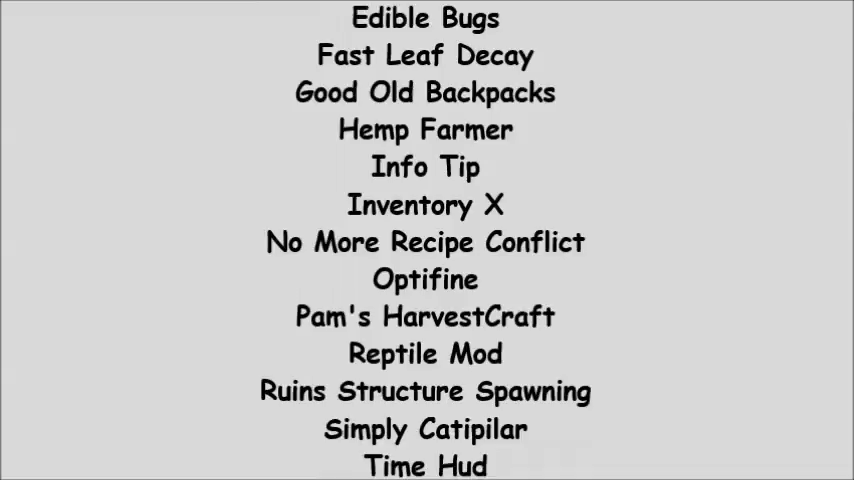 Edible Bugs
Fast Leaf Decay
Good Old Backpacks
Hemp Farmer
Info Tip
Inventory X
No More Recipe Conflict
Optifine
Pam's HarvestCraft
Reptile Mod
Ruins Structure Spawning
Simply Catipilar
Time Hud